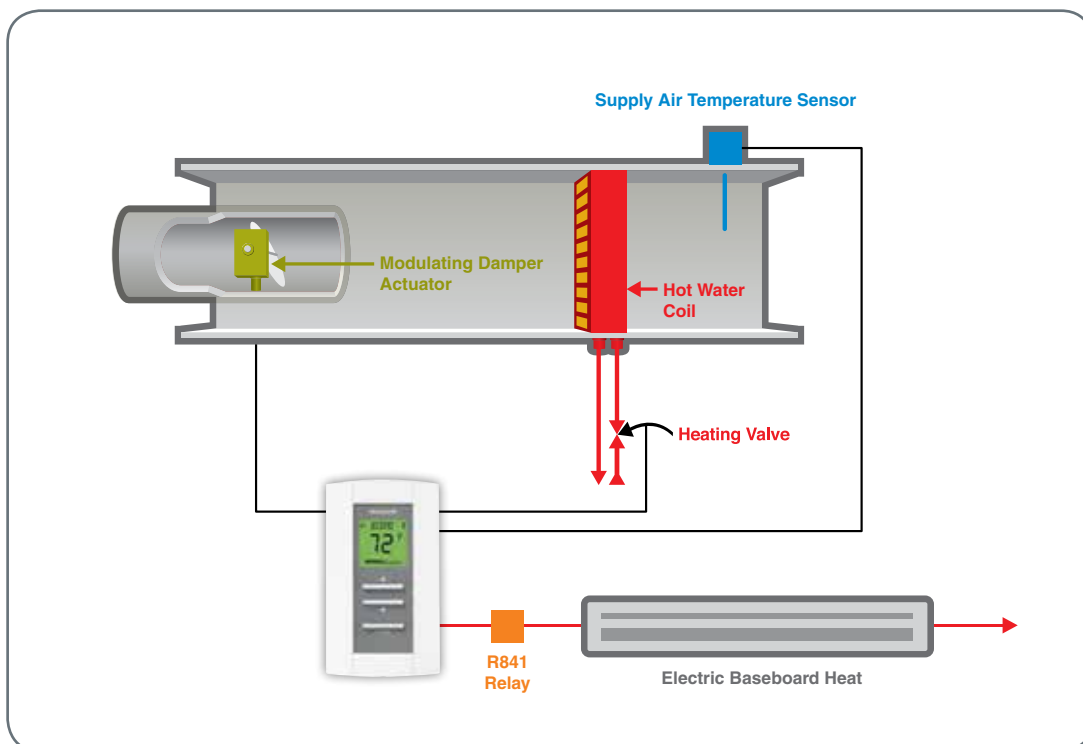 Supply Air Temperature Sensor
Modulating Damper
Actuator
Hot Water
Coil
Heating Valve
72°
R841
Relay
Electric Baseboard Heat